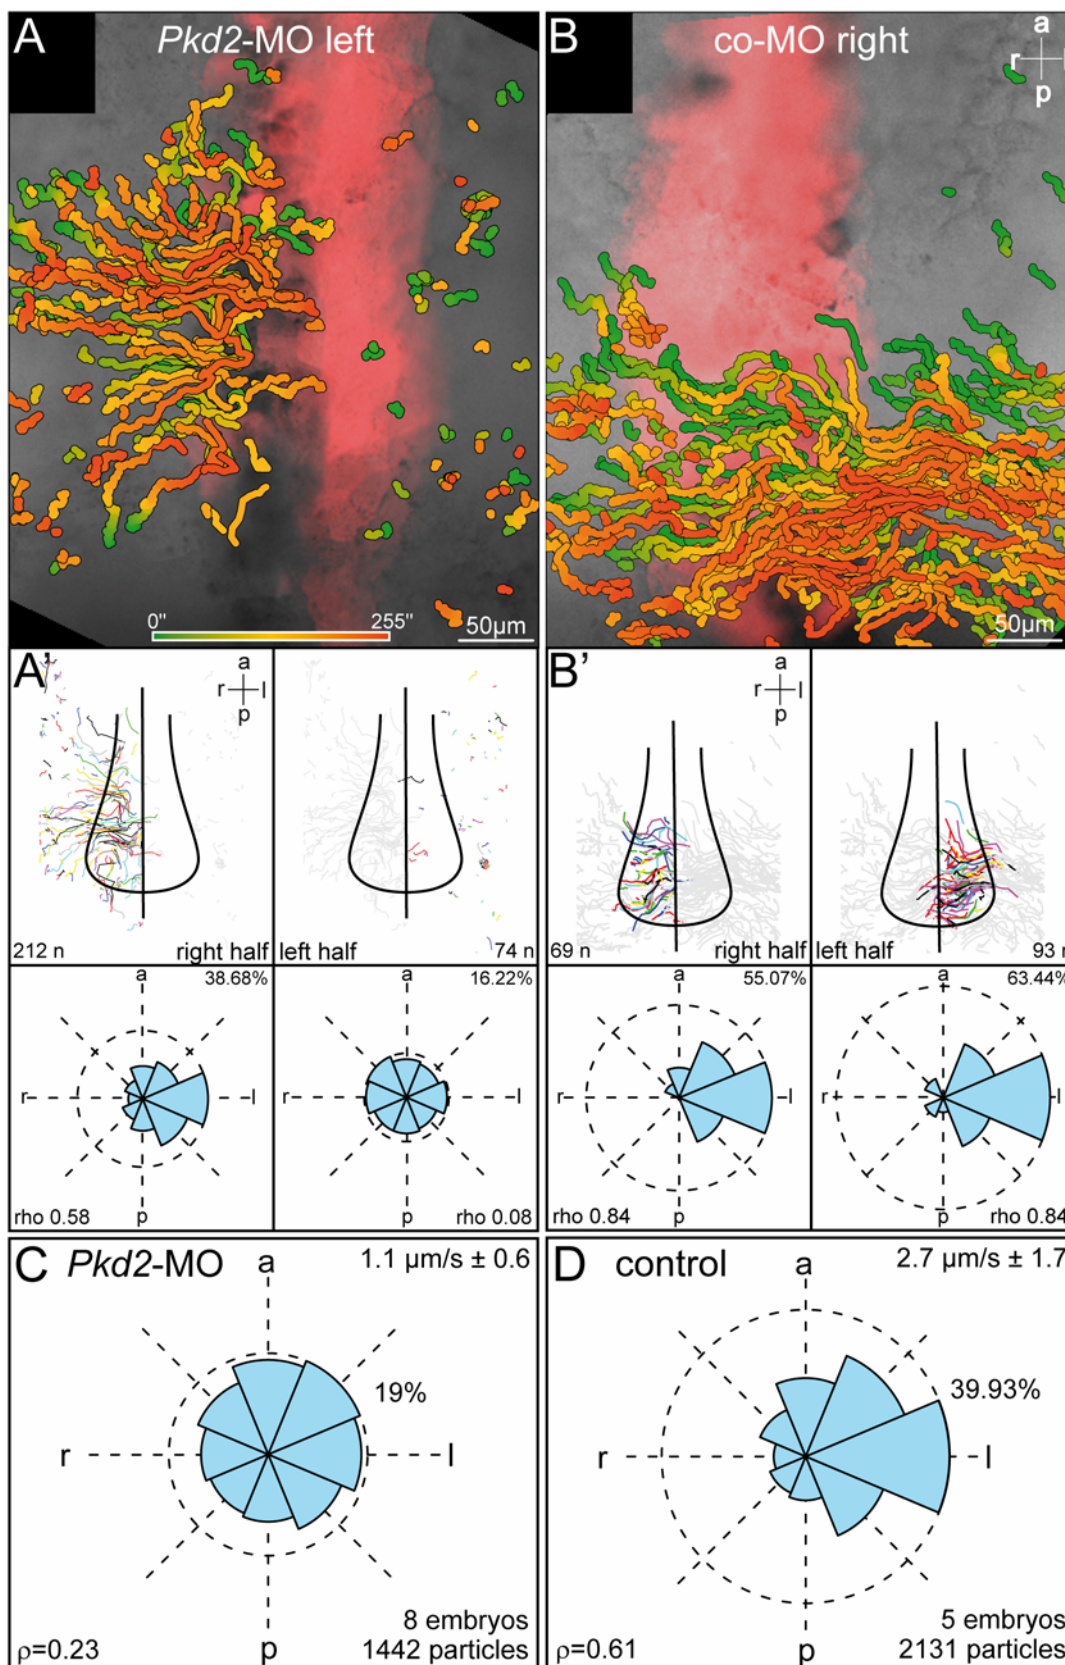 A Pkd2-MO left
0" 255"
50µm
B co-MO right
a
r l
p
50µm
A'
a
r l
p
212 n right half
left half 74 n
B'
a
r l
p
69 n right half
left half 93 n
a 38.68%
r l
rho 0.58 p
a 16.22%
r l
p rho 0.08
a 55.07%
r l
rho 0.84 p
a 63.44%
r l
p rho 0.84
C Pkd2-MO a 1.1 µm/s ± 0.6
19%
r l
8 embryos
ρ=0.23 p 1442 particles
D control a 2.7 µm/s ± 1.7
39.93%
r l
5 embryos
ρ=0.61 p 2131 particles